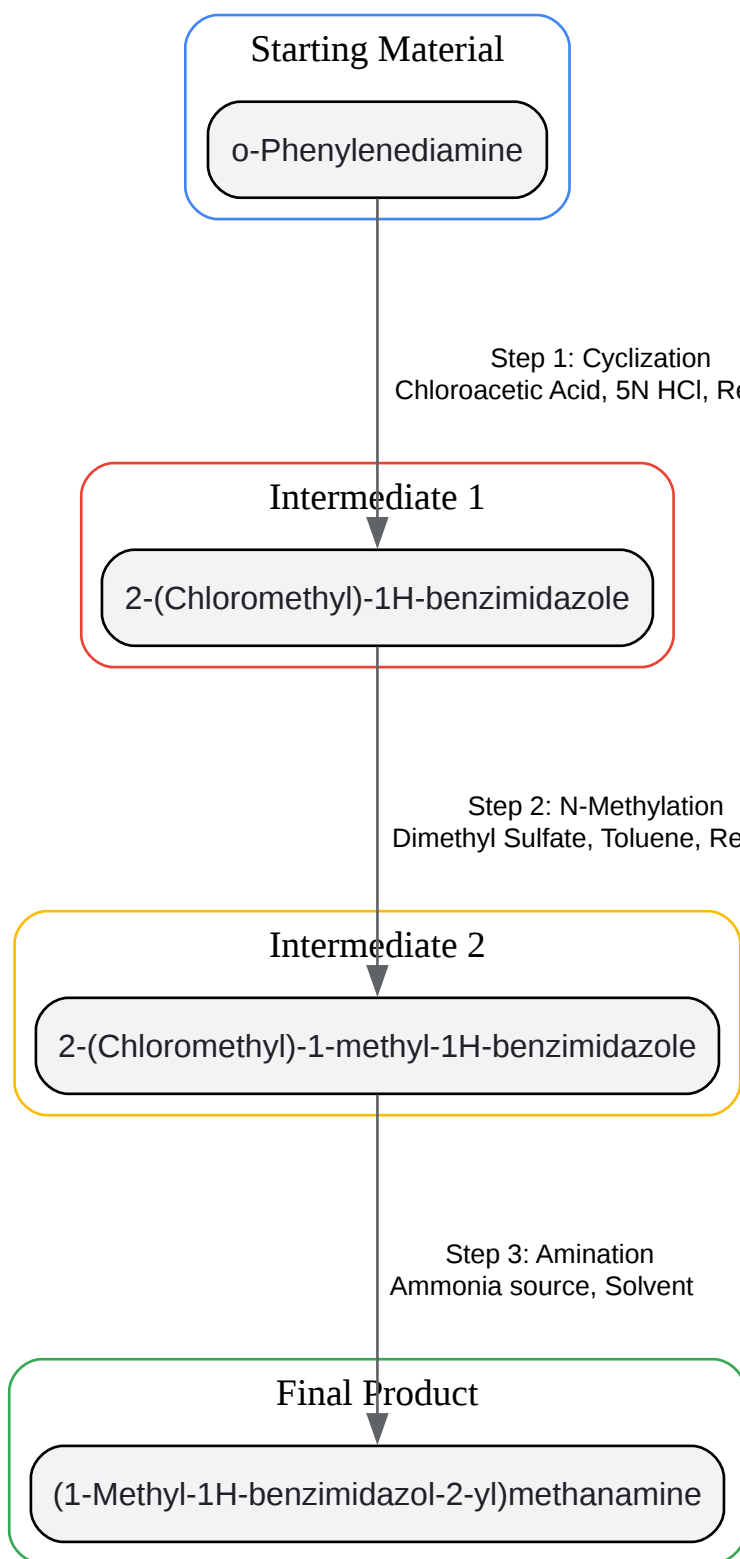 Starting Material
o-Phenylenediamine
Step 1: Cyclization
Chloroacetic Acid, 5N HCl, Re
Intermediate 1
2-(Chloromethyl)-1H-benzimidazole
Step 2: N-Methylation
Dimethyl Sulfate, Toluene, Re
Intermediate 2
2-(Chloromethyl)-1-methyl-1H-benzimidazole
Step 3: Amination
Ammonia source, Solvent
Final Product
(1-Methyl-1H-benzimidazol-2-yl)methanamine